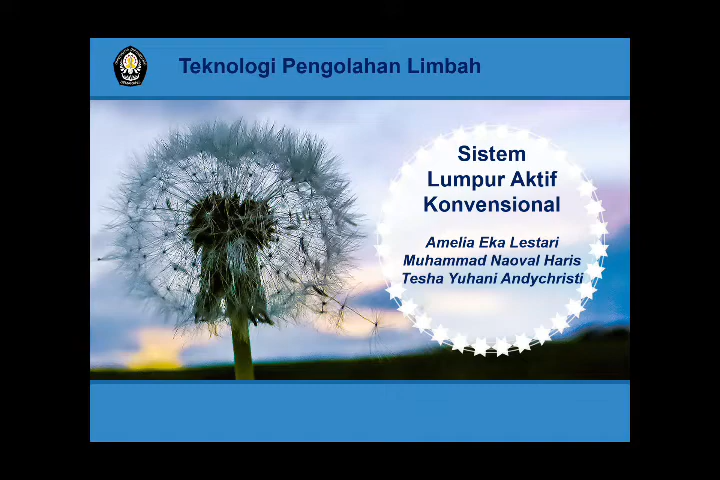 Teknologi Pengolahan Limbah
Sistem
Lumpur Aktif
Konvensional
Amelia Eka Lestari
Muhammad Naoval Haris
Tesha Yuhani Andychristi